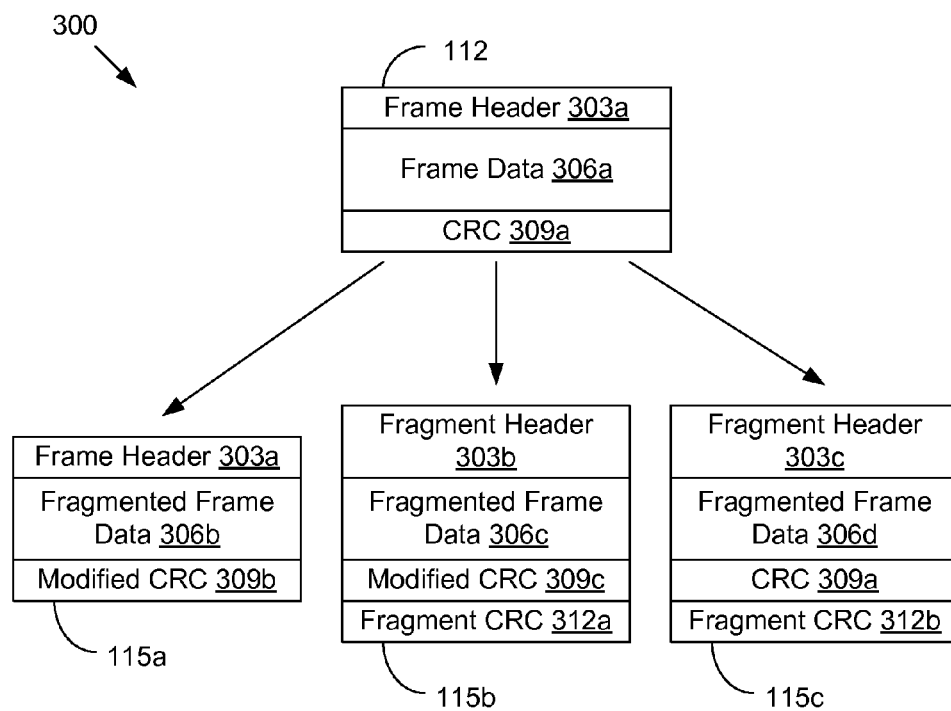 300
112
Frame Header 303a
Frame Data 306a
CRC 309a
Frame Header 303a
Fragmented Frame
Data 306b
Modified CRC 309b
115a
Fragment Header
303b
Fragmented Frame
Data 306c
Modified CRC 309c
Fragment CRC 312a
115b
Fragment Header
303c
Fragmented Frame
Data 306d
CRC 309a
Fragment CRC 312b
115c